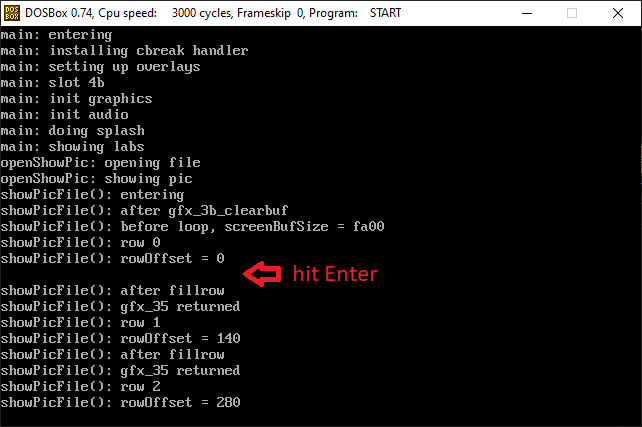 DOSBox 0.74, Cpu speed: 3000 cycles, Frameskip 0, Program: START
main: entering
main: installing cbreak handler
main: setting up overlays
main: slot 4b
main: init graphics
main: init audio
main: doing splash
main: showing labs
openShowPic: opening file
openShowPic: showing pic
showPicFile(): entering
showPicFile(): after gfx_3b_clearbuf
showPicFile(): before loop, screenBufSize = fa00
showPicFile(): row 0
showPicFile(): rowOffset = 0
hit Enter
showPicFile(): after fillrow
showPicFile(): gfx_35 returned
showPicFile(): row 1
showPicFile(): rowOffset = 140
showPicFile(): after fillrow
showPicFile(): gfx_35 returned
showPicFile(): row 2
showPicFile(): rowOffset = 280